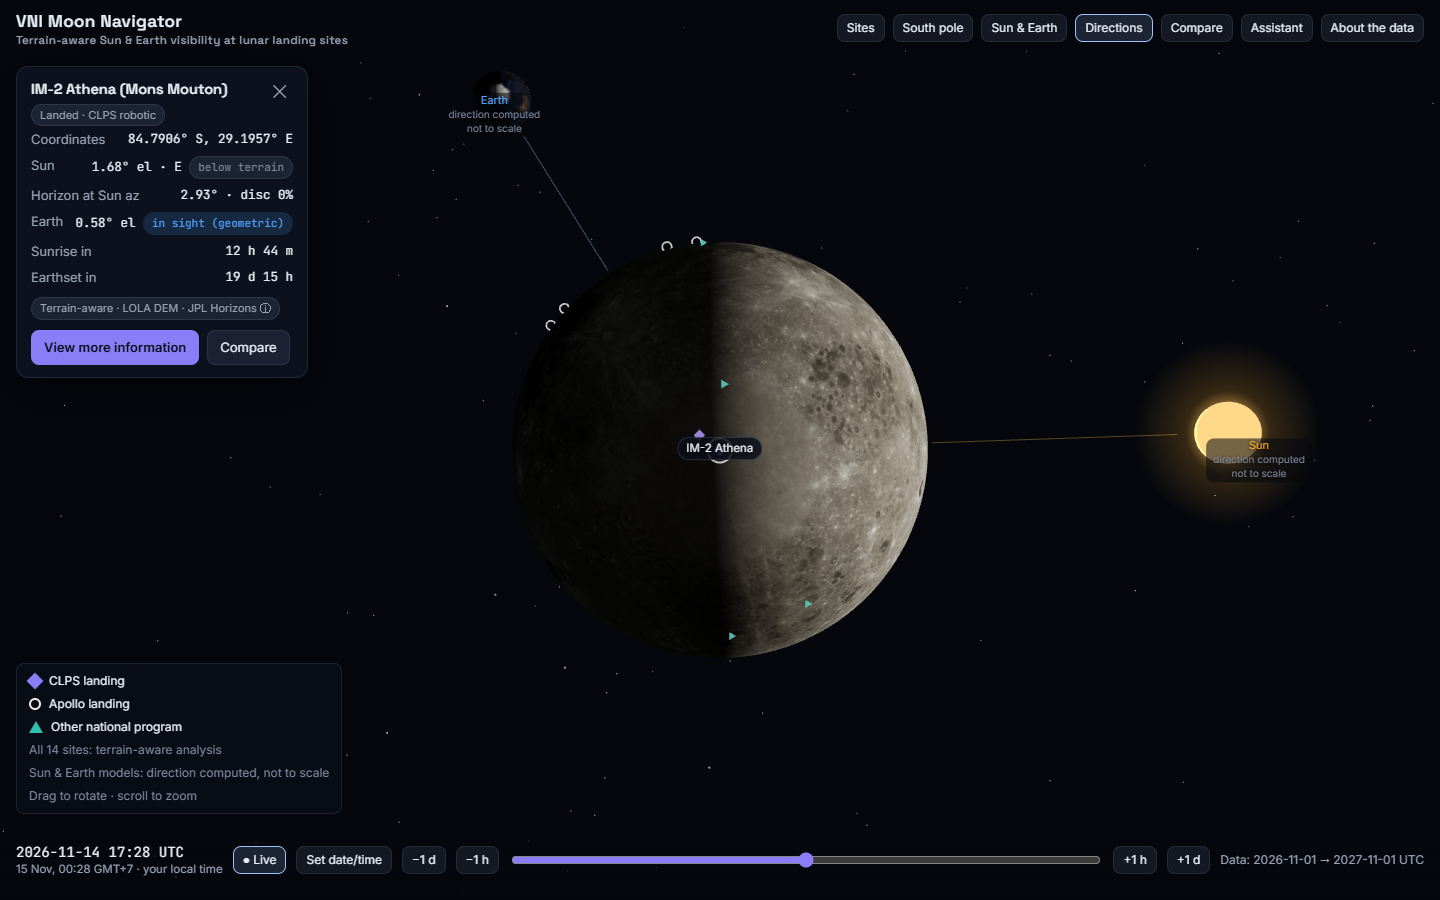 VNI Moon Navigator
Terrain-aware Sun & Earth visibility at lunar landing sites
Sites
South pole
Sun & Earth
Directions
Compare
Assistant
About the data
IM-2 Athena (Mons Mouton)
Landed · CLPS robotic
Coordinates 84.7906° S, 29.1957° E
Sun 1.68° el · E below terrain
Horizon at Sun az 2.93° · disc 0%
Earth 0.58° el in sight (geometric)
Sunrise in 12 h 44 m
Earthset in 19 d 15 h
Terrain-aware · LOLA DEM · JPL Horizons ⓘ
View more information
Compare
Earth
direction computed
not to scale
IM-2 Athena
Sun
direction computed
not to scale
CLPS landing
Apollo landing
Other national program
All 14 sites: terrain-aware analysis
Sun & Earth models: direction computed, not to scale
Drag to rotate · scroll to zoom
2026-11-14 17:28 UTC
15 Nov, 00:28 GMT+7 · your local time
● Live
Set date/time
−1 d
−1 h
+1 h
+1 d
Data: 2026-11-01 → 2027-11-01 UTC